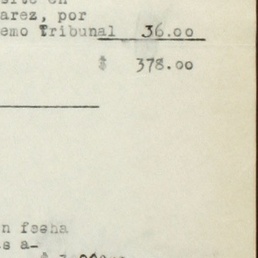 arez, por
emo Tribunal 36.00
$ 378.00
n fecha
s a-